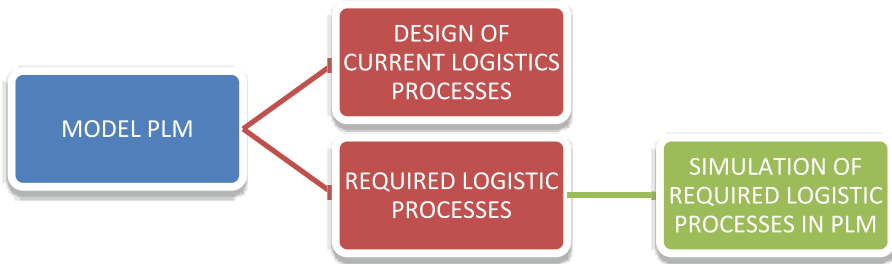 MODEL PLM
DESIGN OF
CURRENT LOGISTICS
PROCESSES
REQUIRED LOGISTIC
PROCESSES
SIMULATION OF
REQUIRED LOGISTIC
PROCESSES IN PLM